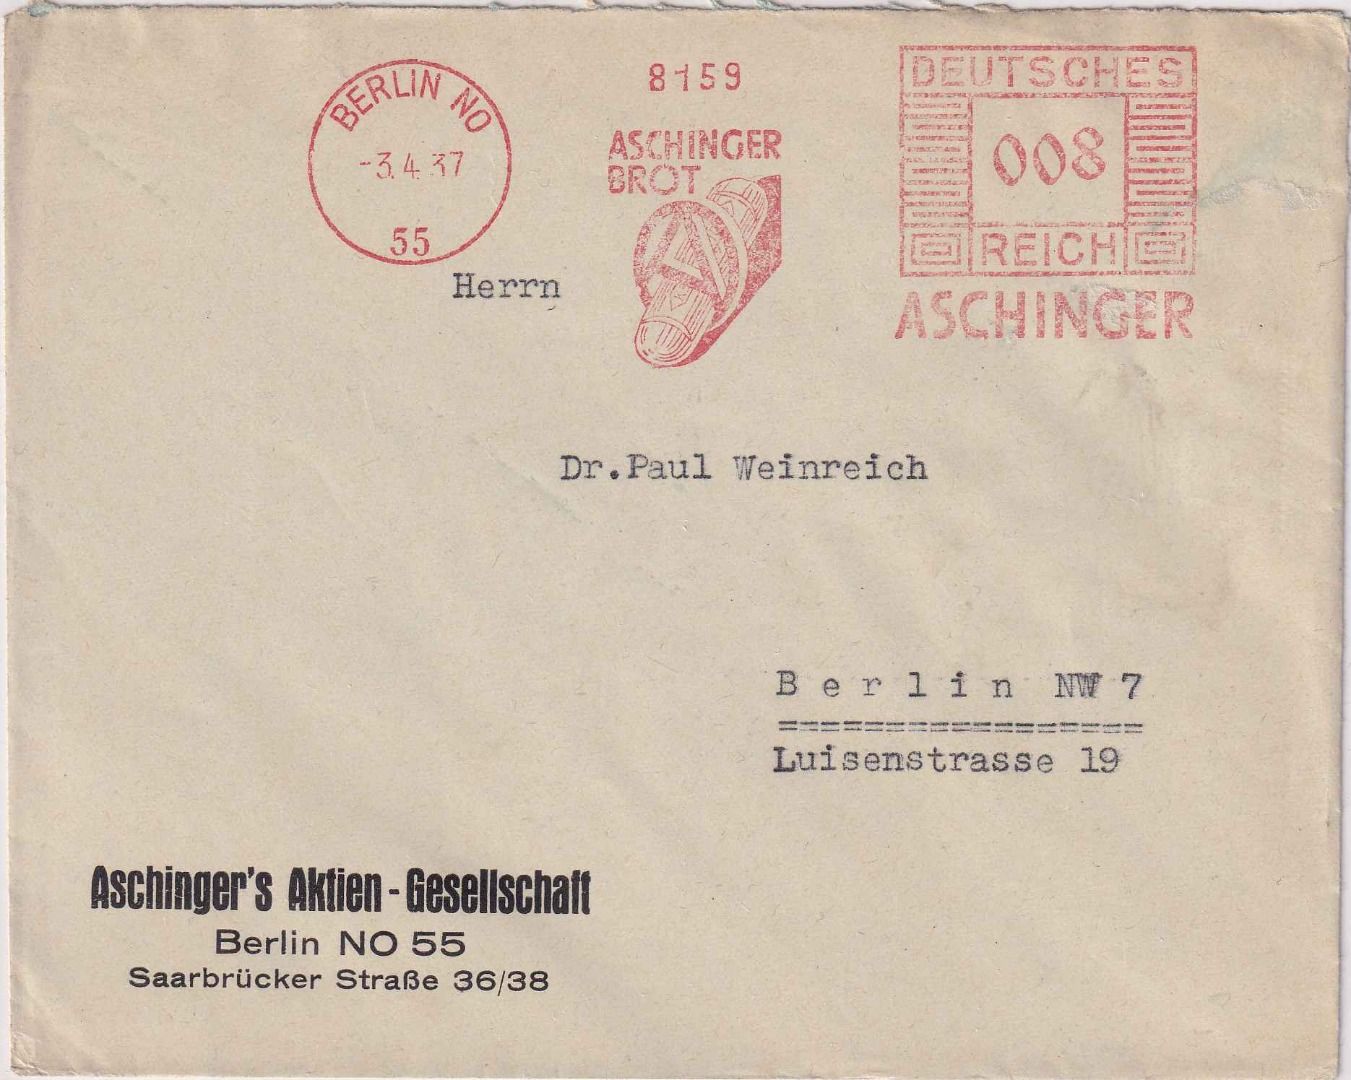 BERLIN NO
-3.4.37
55
8159
ASCHINGER
BROT
A
DEUTSCHES
008
REICH
ASCHINGER
Herrn
Dr.Paul Weinreich
Berlin NW 7
==================
Luisenstrasse 19
Aschinger's Aktien-Gesellschaft
Berlin NO 55
Saarbrücker Straße 36/38